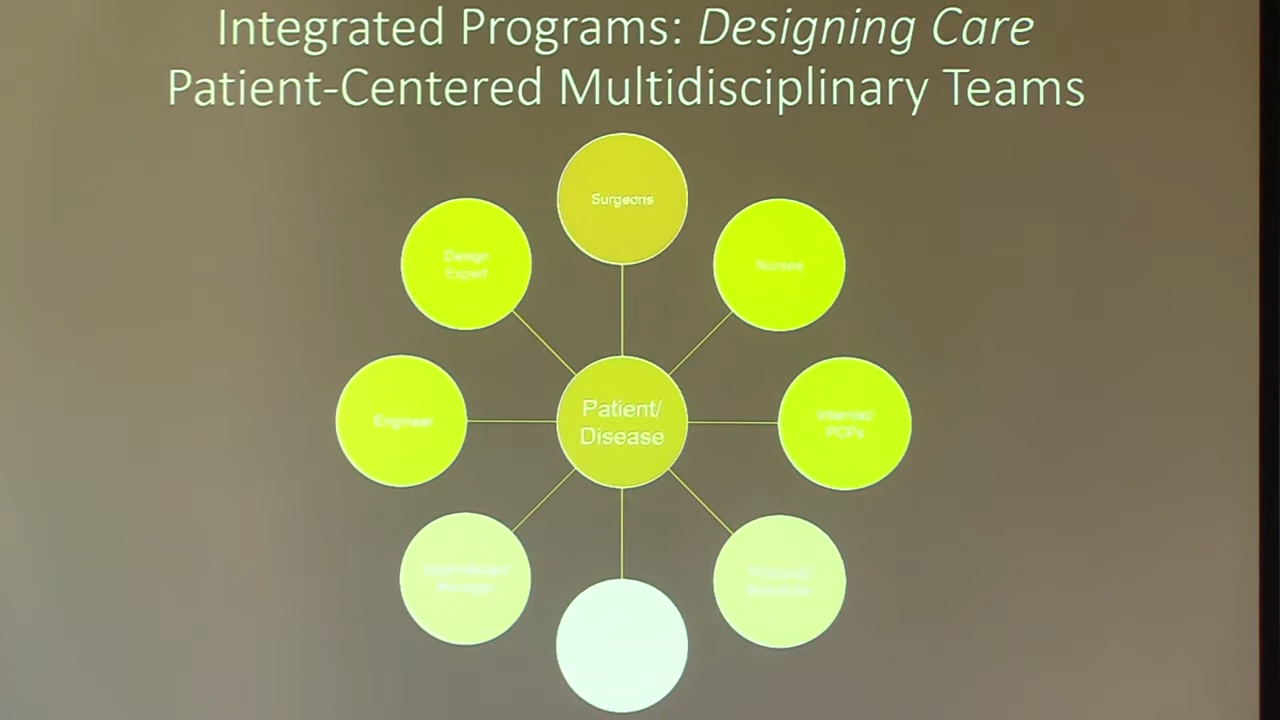 Integrated Programs: Designing Care
Patient-Centered Multidisciplinary Teams
Surgeons
Design
Expert
Nurses
Engineer
Patient/
Disease
Internist/
PCPs